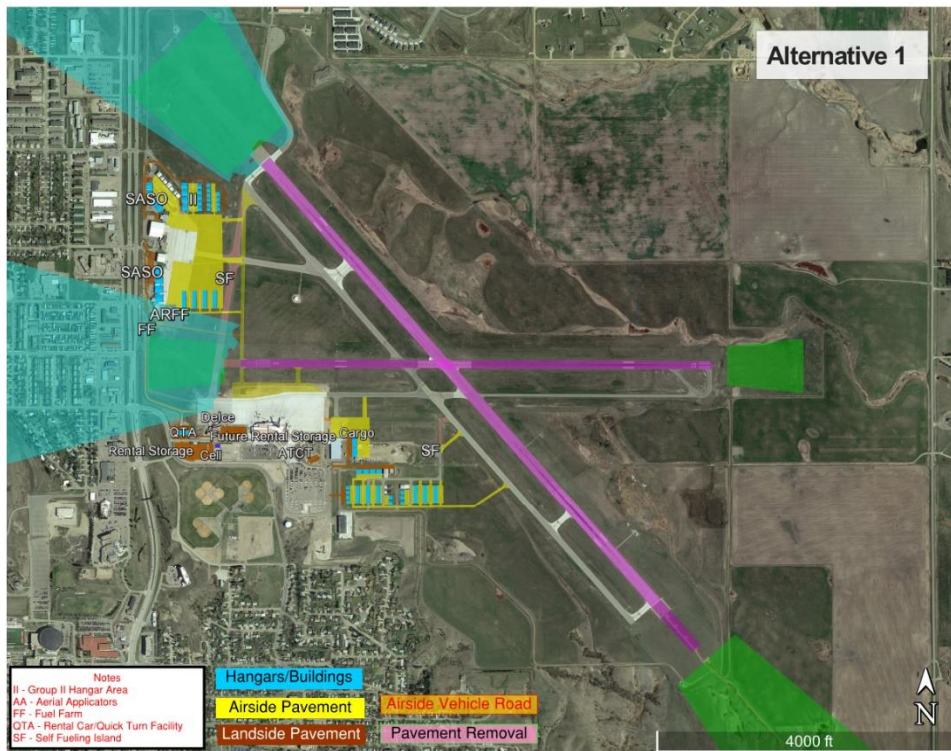 Alternative 1
SASO
II
SASO
SF
ARFF
FF
Deice
QTA
Future Rental Storage
Cargo
Rental Storage
Cell
ATCT
SF
Notes
II - Group II Hangar Area
AA - Aerial Applicators
FF - Fuel Farm
QTA - Rental Car/Quick Turn Facility
SF - Self Fueling Island
Hangars/Buildings
Airside Pavement
Airside Vehicle Road
Landside Pavement
Pavement Removal
4000 ft
N